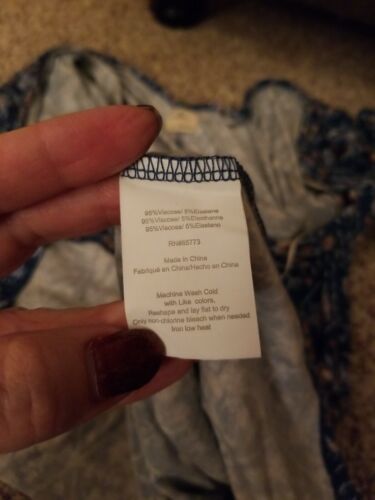 95%Viscose/ 5%Elastane
95%Viscose/ 5%Elasthanne
95%Viscosa/ 5%Elastano
RN#85773
Made in China
Fabriqué en China/Hecho en China
Machine Wash Cold
with Like colors,
Reshape and lay flat to dry
Only non-chlorine bleach when needed
Iron low heat